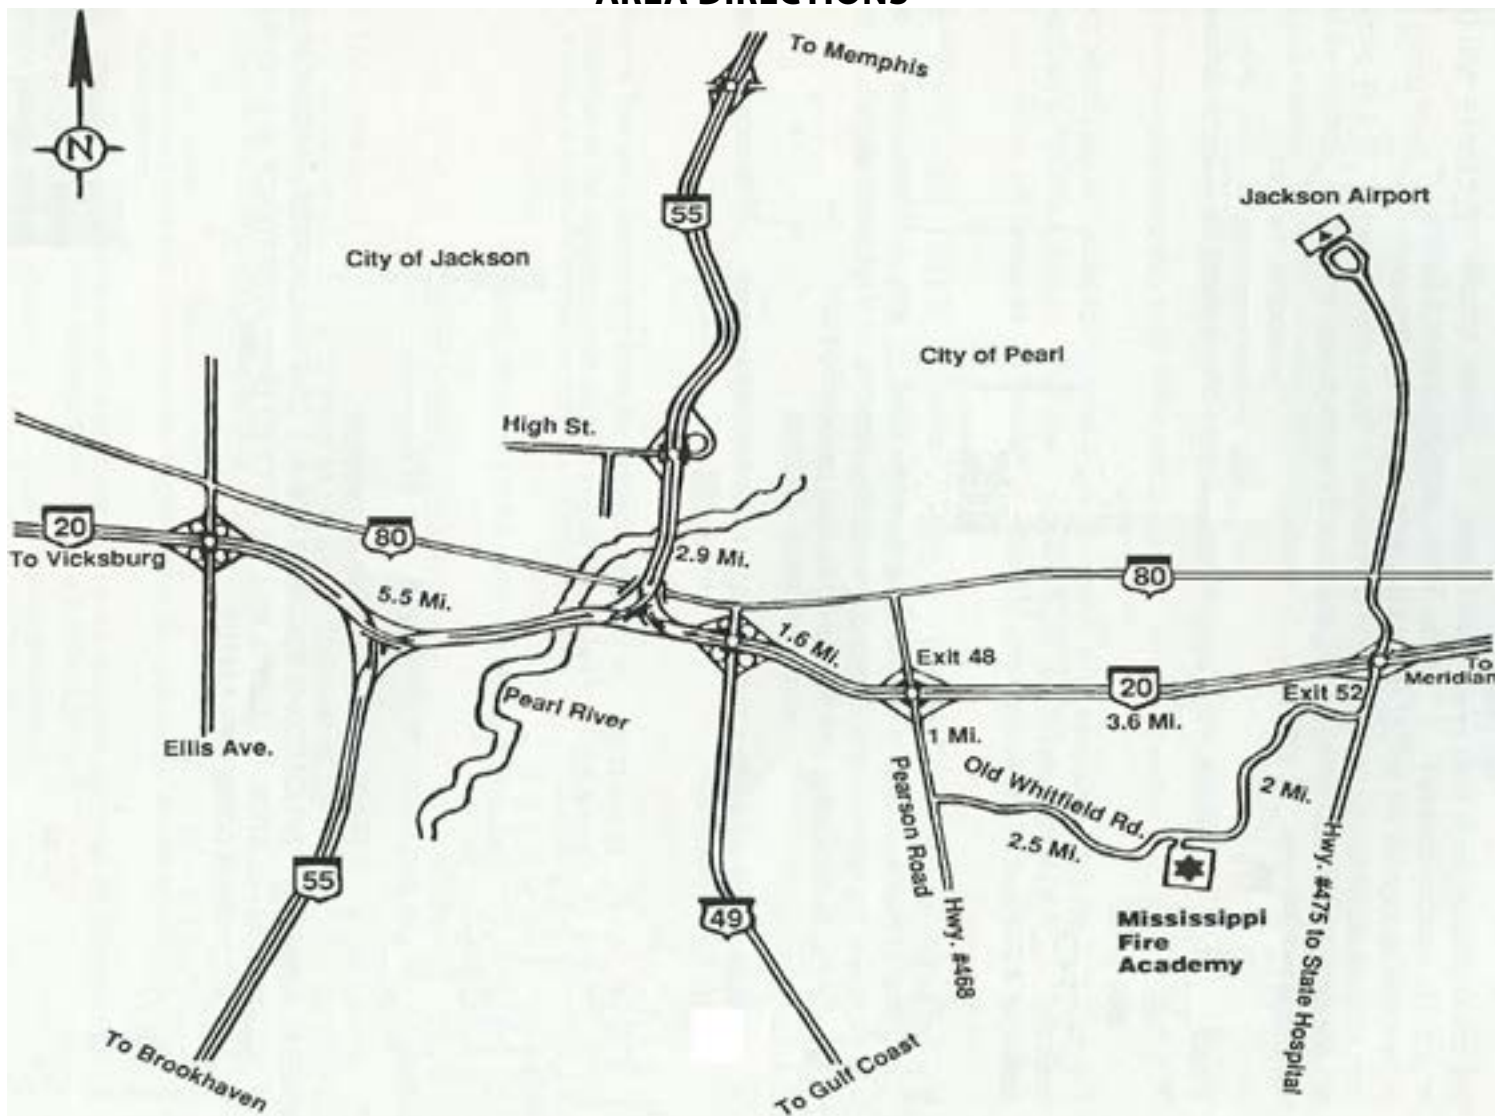 AREA DIRECTIONS
To Memphis
N
55
Jackson Airport
City of Jackson
City of Pearl
High St.
20
80
To Vicksburg
2.9 Mi.
5.5 Mi.
80
1.6 Mi.
Exit 48
20
To
Meridian
Exit 52
3.6 Mi.
Pearl River
1 Mi.
Ellis Ave.
Old Whitfield Rd.
2 Mi.
Pearson Road
2.5 Mi.
55
49
Hwy. #468
Mississippi
Fire
Academy
Hwy. #475 to State Hospital
To Brookhaven
To Gulf Coast